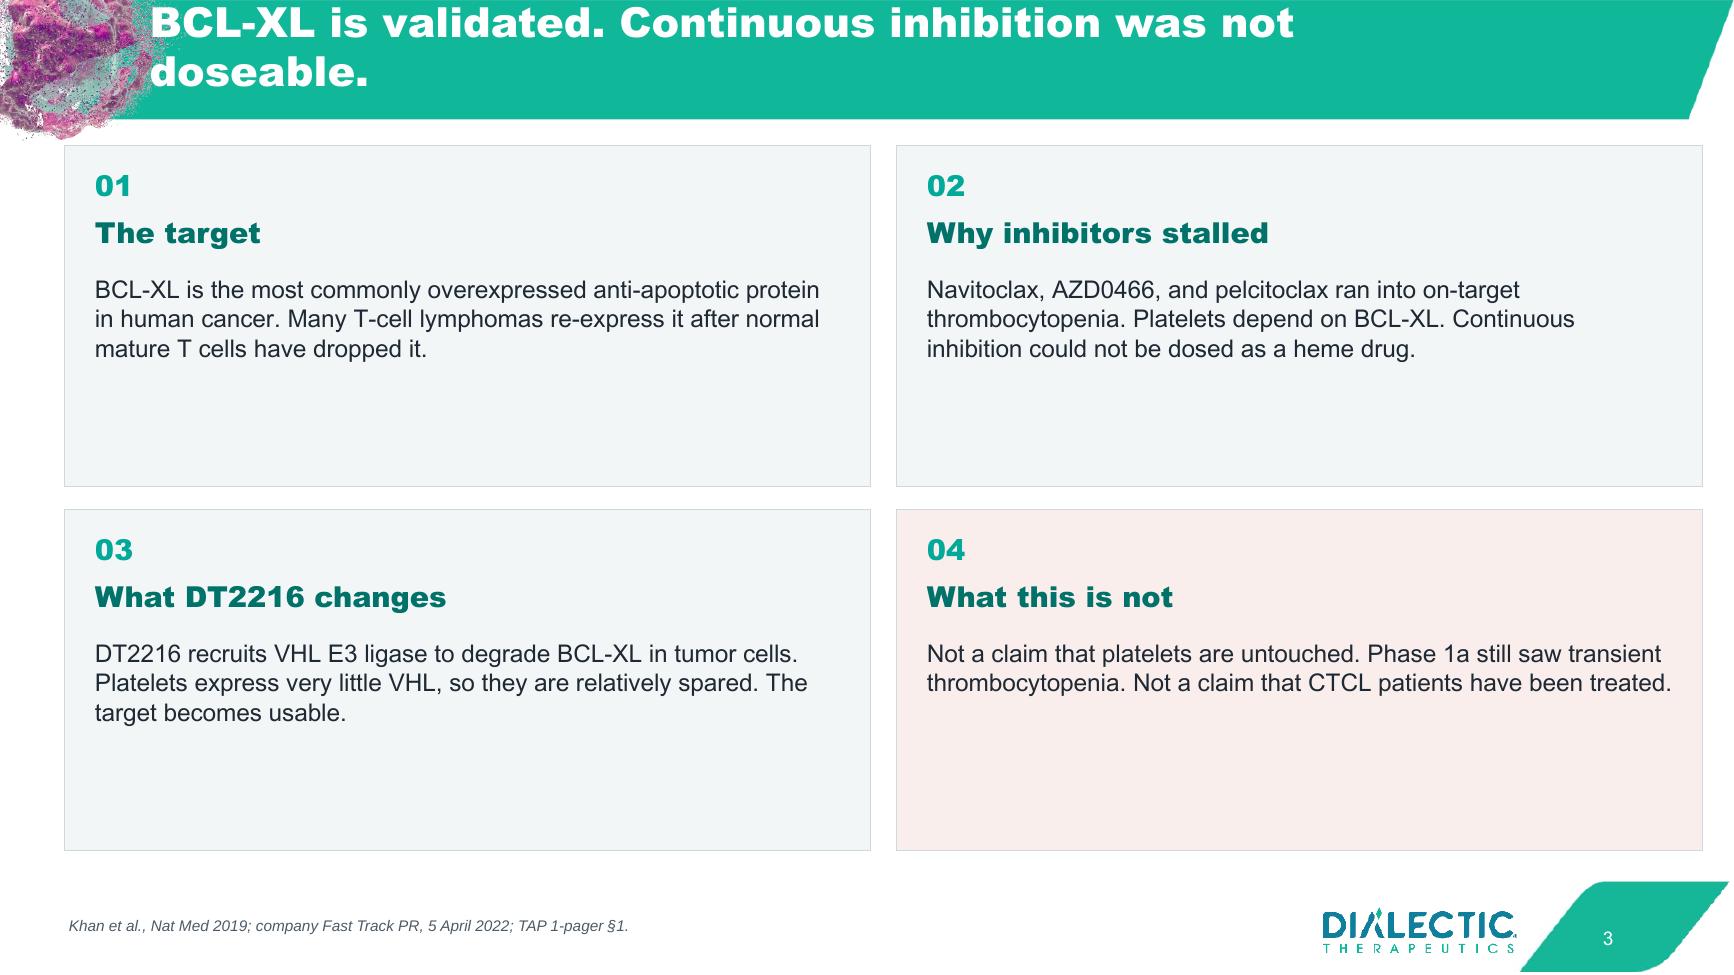 BCL-XL is validated. Continuous inhibition was not
doseable.
01
The target
BCL-XL is the most commonly overexpressed anti-apoptotic protein
in human cancer. Many T-cell lymphomas re-express it after normal
mature T cells have dropped it.
02
Why inhibitors stalled
Navitoclax, AZD0466, and pelcitoclax ran into on-target
thrombocytopenia. Platelets depend on BCL-XL. Continuous
inhibition could not be dosed as a heme drug.
03
What DT2216 changes
DT2216 recruits VHL E3 ligase to degrade BCL-XL in tumor cells.
Platelets express very little VHL, so they are relatively spared. The
target becomes usable.
04
What this is not
Not a claim that platelets are untouched. Phase 1a still saw transient
thrombocytopenia. Not a claim that CTCL patients have been treated.
Khan et al., Nat Med 2019; company Fast Track PR, 5 April 2022; TAP 1-pager §1.
DIALECTIC
THERAPEUTICS
3